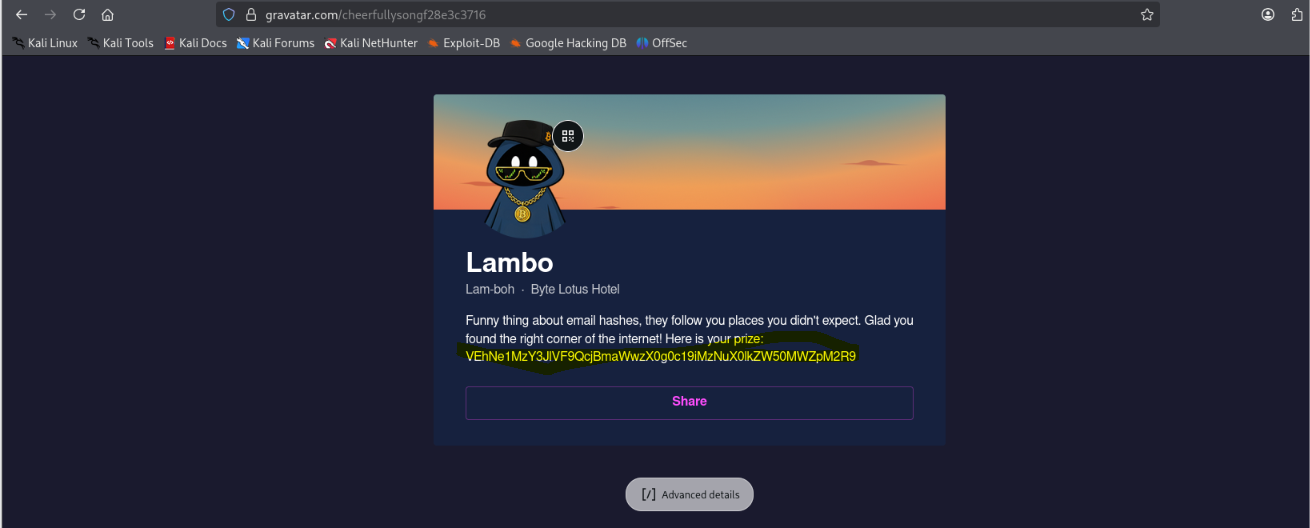 gravatar.com/cheerfullysongf28e3c3716
Kali Linux Kali Tools Kali Docs Kali Forums Kali NetHunter Exploit-DB Google Hacking DB OffSec
Lambo
Lam-boh · Byte Lotus Hotel
Funny thing about email hashes, they follow you places you didn't expect. Glad you
found the right corner of the internet! Here is your prize:
VEhNe1MzY3JlVF9QcjBmaWwzX0g0c19iMzNuX0lkZW50MWZpM2R9
Share
[/] Advanced details